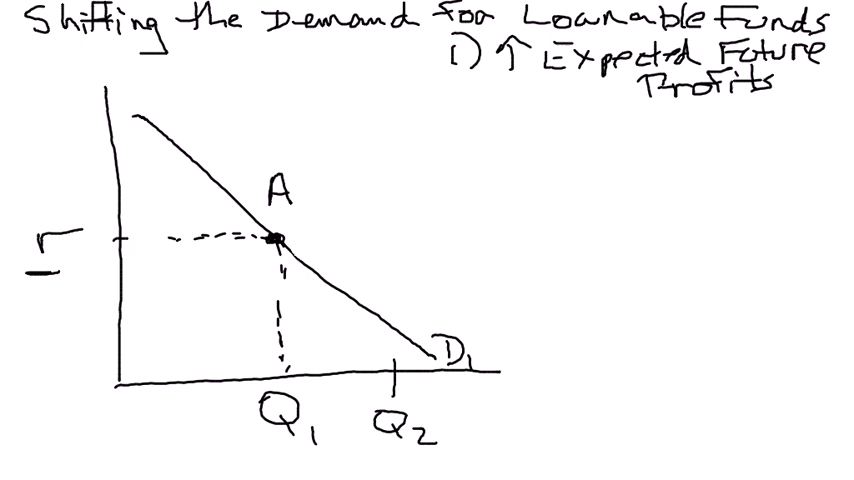 Shifting the Demand for Loanable Funds
1) ↑ Expected Future
Profits
A
r
D1
Q1 Q2